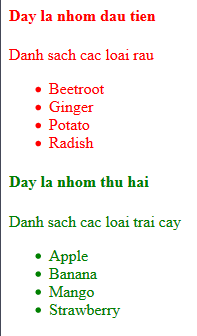 Day la nhom dau tien
Danh sach cac loai rau
Beetroot
Ginger
Potato
Radish
Day la nhom thu hai
Danh sach cac loai trai cay
Apple
Banana
Mango
Strawberry